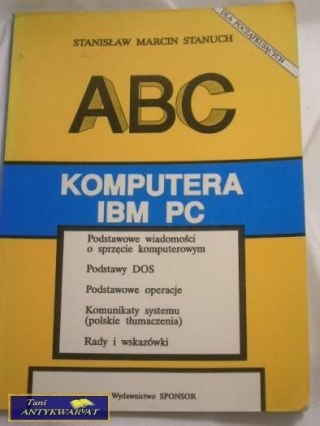 STANISŁAW MARCIN STANUCH
DLA POCZĄTKUJĄCYCH
ABC
KOMPUTERA
IBM PC
Podstawowe wiadomości
o sprzęcie komputerowym
Podstawy DOS
Podstawowe operacje
Komunikaty systemu
(polskie tłumaczenia)
Rady i wskazówki
Wydawnictwo SPONSOR
Tani
ANTYKWARYAT